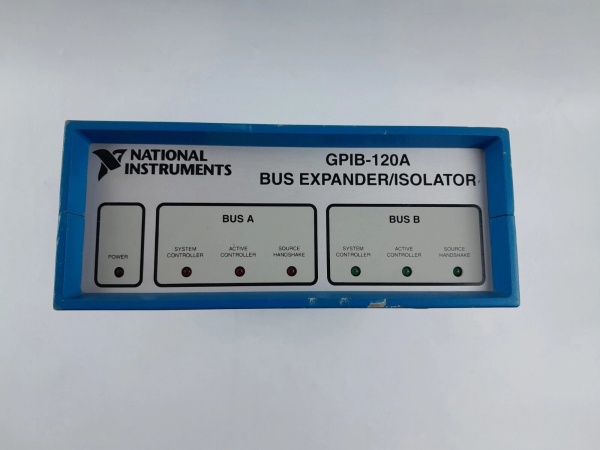 NATIONAL
INSTRUMENTS
GPIB-120A
BUS EXPANDER/ISOLATOR
POWER
BUS A
SYSTEM
CONTROLLER
ACTIVE
CONTROLLER
SOURCE
HANDSHAKE
BUS B
SYSTEM
CONTROLLER
ACTIVE
CONTROLLER
SOURCE
HANDSHAKE